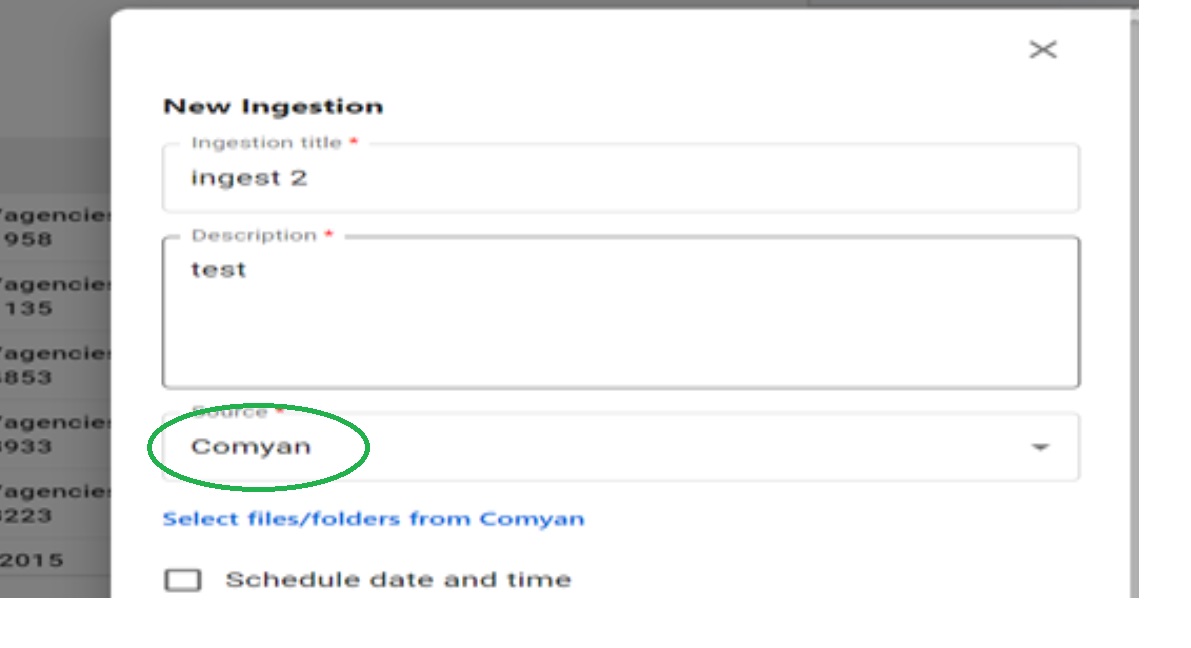 New Ingestion
Ingestion title *
ingest 2
Description *
test
Source *
Comyan
Select files/folders from Comyan
Schedule date and time
/agencies
958
/agencies
135
/agencies
853
/agencies
933
/agencies
3223
2015